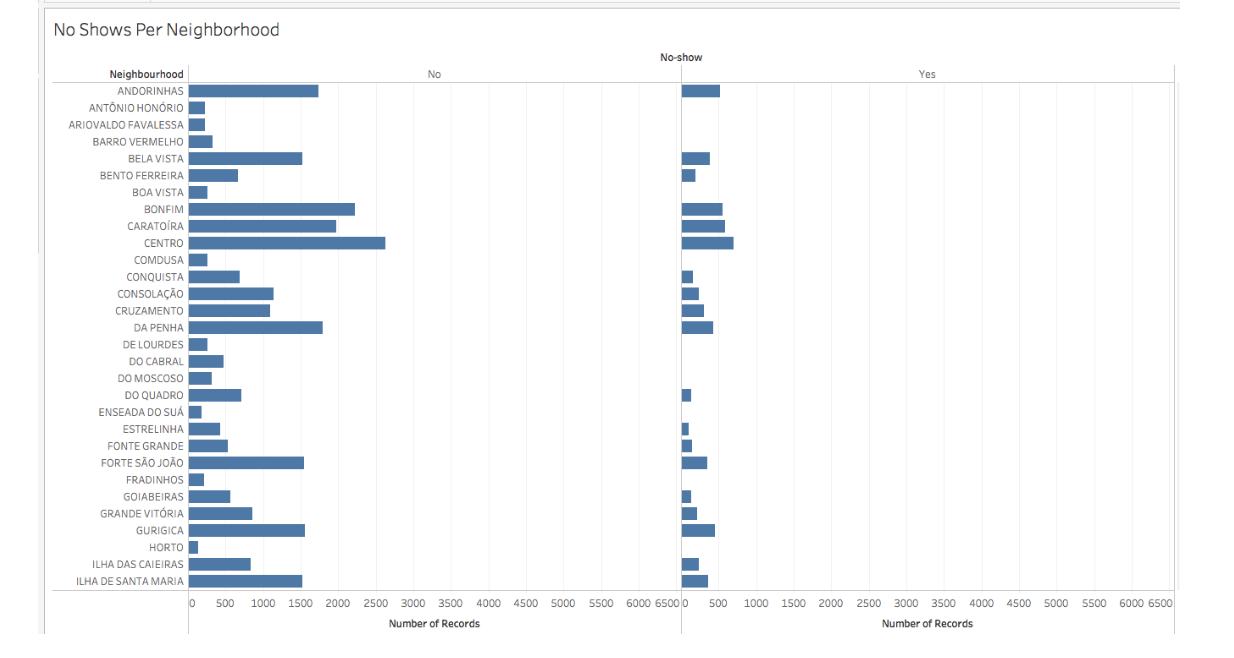 No Shows Per Neighborhood
No-show
Neighbourhood No Yes
ANDORINHAS
ANTÔNIO HONÓRIO
ARIOVALDO FAVALESSA
BARRO VERMELHO
BELA VISTA
BENTO FERREIRA
BOA VISTA
BONFIM
CARATOÍRA
CENTRO
COMDUSA
CONQUISTA
CONSOLAÇÃO
CRUZAMENTO
DA PENHA
DE LOURDES
DO CABRAL
DO MOSCOSO
DO QUADRO
ENSEADA DO SUÁ
ESTRELINHA
FONTE GRANDE
FORTE SÃO JOÃO
FRADINHOS
GOIABEIRAS
GRANDE VITÓRIA
GURIGICA
HORTO
ILHA DAS CAIEIRAS
ILHA DE SANTA MARIA
0 500 1000 1500 2000 2500 3000 3500 4000 4500 5000 5500 6000 6500 0 500 1000 1500 2000 2500 3000 3500 4000 4500 5000 5500 6000 6500
Number of Records Number of Records